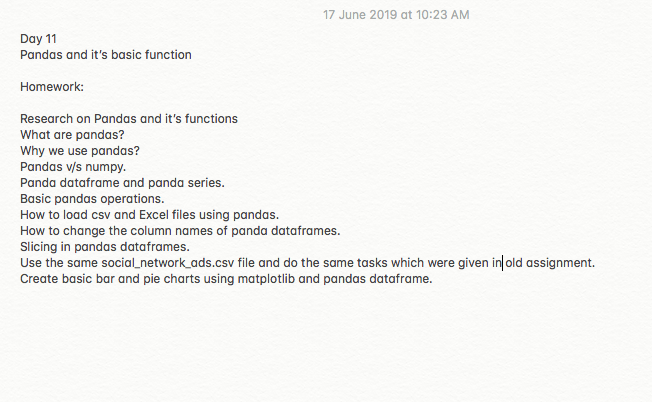 17 June 2019 at 10:23 AM
Day 11
Pandas and it's basic function
Homework:
Research on Pandas and it's functions
What are pandas?
Why we use pandas?
Pandas v/s numpy.
Panda dataframe and panda series.
Basic pandas operations.
How to load csv and Excel files using pandas.
How to change the column names of panda dataframes.
Slicing in pandas dataframes.
Use the same social_network_ads.csv file and do the same tasks which were given in old assignment.
Create basic bar and pie charts using matplotlib and pandas dataframe.